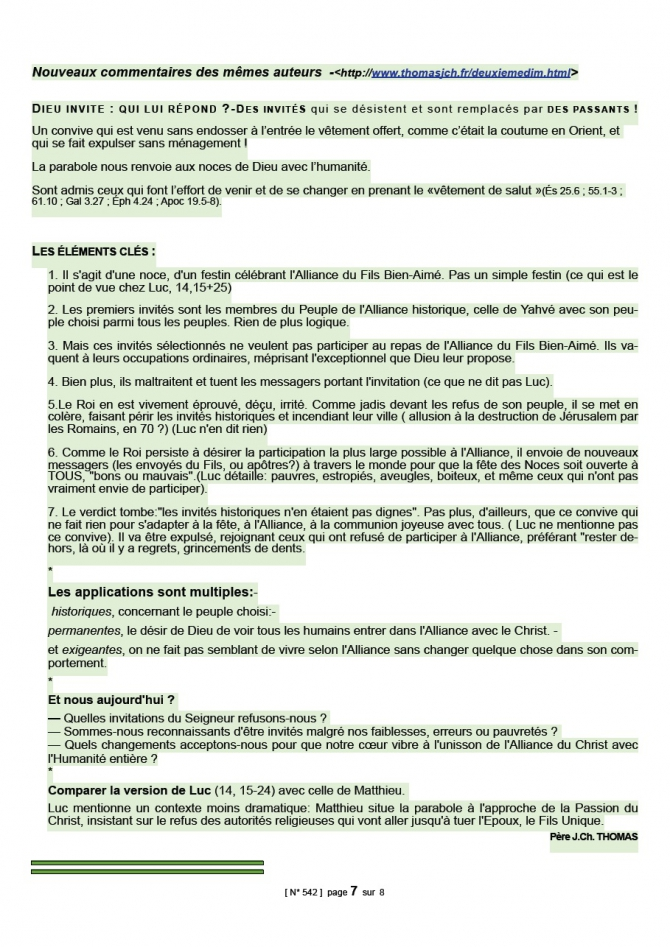 Nouveaux commentaires des mêmes auteurs -<http://www.thomasjch.fr/deuxiemedim.html>
DIEU INVITE : QUI LUI RÉPOND ?-DES INVITÉS qui se désistent et sont remplacés par DES PASSANTS !
Un convive qui est venu sans endosser à l'entrée le vêtement offert, comme c'était la coutume en Orient, et
qui se fait expulser sans ménagement !
La parabole nous renvoie aux noces de Dieu avec l'humanité.
Sont admis ceux qui font l'effort de venir et de se changer en prenant le «vêtement de salut »(És 25.6 ; 55.1-3 ;
61.10 ; Gal 3.27 ; Éph 4.24 ; Apoc 19.5-8).
LES ÉLÉMENTS CLÉS :
1. Il s'agit d'une noce, d'un festin célébrant l'Alliance du Fils Bien-Aimé. Pas un simple festin (ce qui est le
point de vue chez Luc, 14,15+25)
2. Les premiers invités sont les membres du Peuple de l'Alliance historique, celle de Yahvé avec son peu-
ple choisi parmi tous les peuples. Rien de plus logique.
3. Mais ces invités sélectionnés ne veulent pas participer au repas de l'Alliance du Fils Bien-Aimé. Ils va-
quent à leurs occupations ordinaires, méprisant l'exceptionnel que Dieu leur propose.
4. Bien plus, ils maltraitent et tuent les messagers portant l'invitation (ce que ne dit pas Luc).
5.Le Roi en est vivement éprouvé, déçu, irrité. Comme jadis devant les refus de son peuple, il se met en
colère, faisant périr les invités historiques et incendiant leur ville ( allusion à la destruction de Jérusalem par
les Romains, en 70 ?) (Luc n'en dit rien)
6. Comme le Roi persiste à désirer la participation la plus large possible à l'Alliance, il envoie de nouveaux
messagers (les envoyés du Fils, ou apôtres?) à travers le monde pour que la fête des Noces soit ouverte à
TOUS, "bons ou mauvais".(Luc détaille: pauvres, estropiés, aveugles, boiteux, et même ceux qui n'ont pas
vraiment envie de participer).
7. Le verdict tombe:"les invités historiques n'en étaient pas dignes". Pas plus, d'ailleurs, que ce convive qui
ne fait rien pour s'adapter à la fête, à l'Alliance, à la communion joyeuse avec tous. ( Luc ne mentionne pas
ce convive). Il va être expulsé, rejoignant ceux qui ont refusé de participer à l'Alliance, préférant "rester de-
hors, là où il y a regrets, grincements de dents.
*
Les applications sont multiples:-
historiques, concernant le peuple choisi:-
permanentes, le désir de Dieu de voir tous les humains entrer dans l'Alliance avec le Christ. -
et exigeantes, on ne fait pas semblant de vivre selon l'Alliance sans changer quelque chose dans son com-
portement.
*
Et nous aujourd'hui ?
— Quelles invitations du Seigneur refusons-nous ?
— Sommes-nous reconnaissants d'être invités malgré nos faiblesses, erreurs ou pauvretés ?
— Quels changements acceptons-nous pour que notre cœur vibre à l'unisson de l'Alliance du Christ avec
l'Humanité entière ?
*
Comparer la version de Luc (14, 15-24) avec celle de Matthieu.
Luc mentionne un contexte moins dramatique: Matthieu situe la parabole à l'approche de la Passion du
Christ, insistant sur le refus des autorités religieuses qui vont aller jusqu'à tuer l'Epoux, le Fils Unique.
Père J.Ch. THOMAS
[ N° 542 ] page 7 sur 8